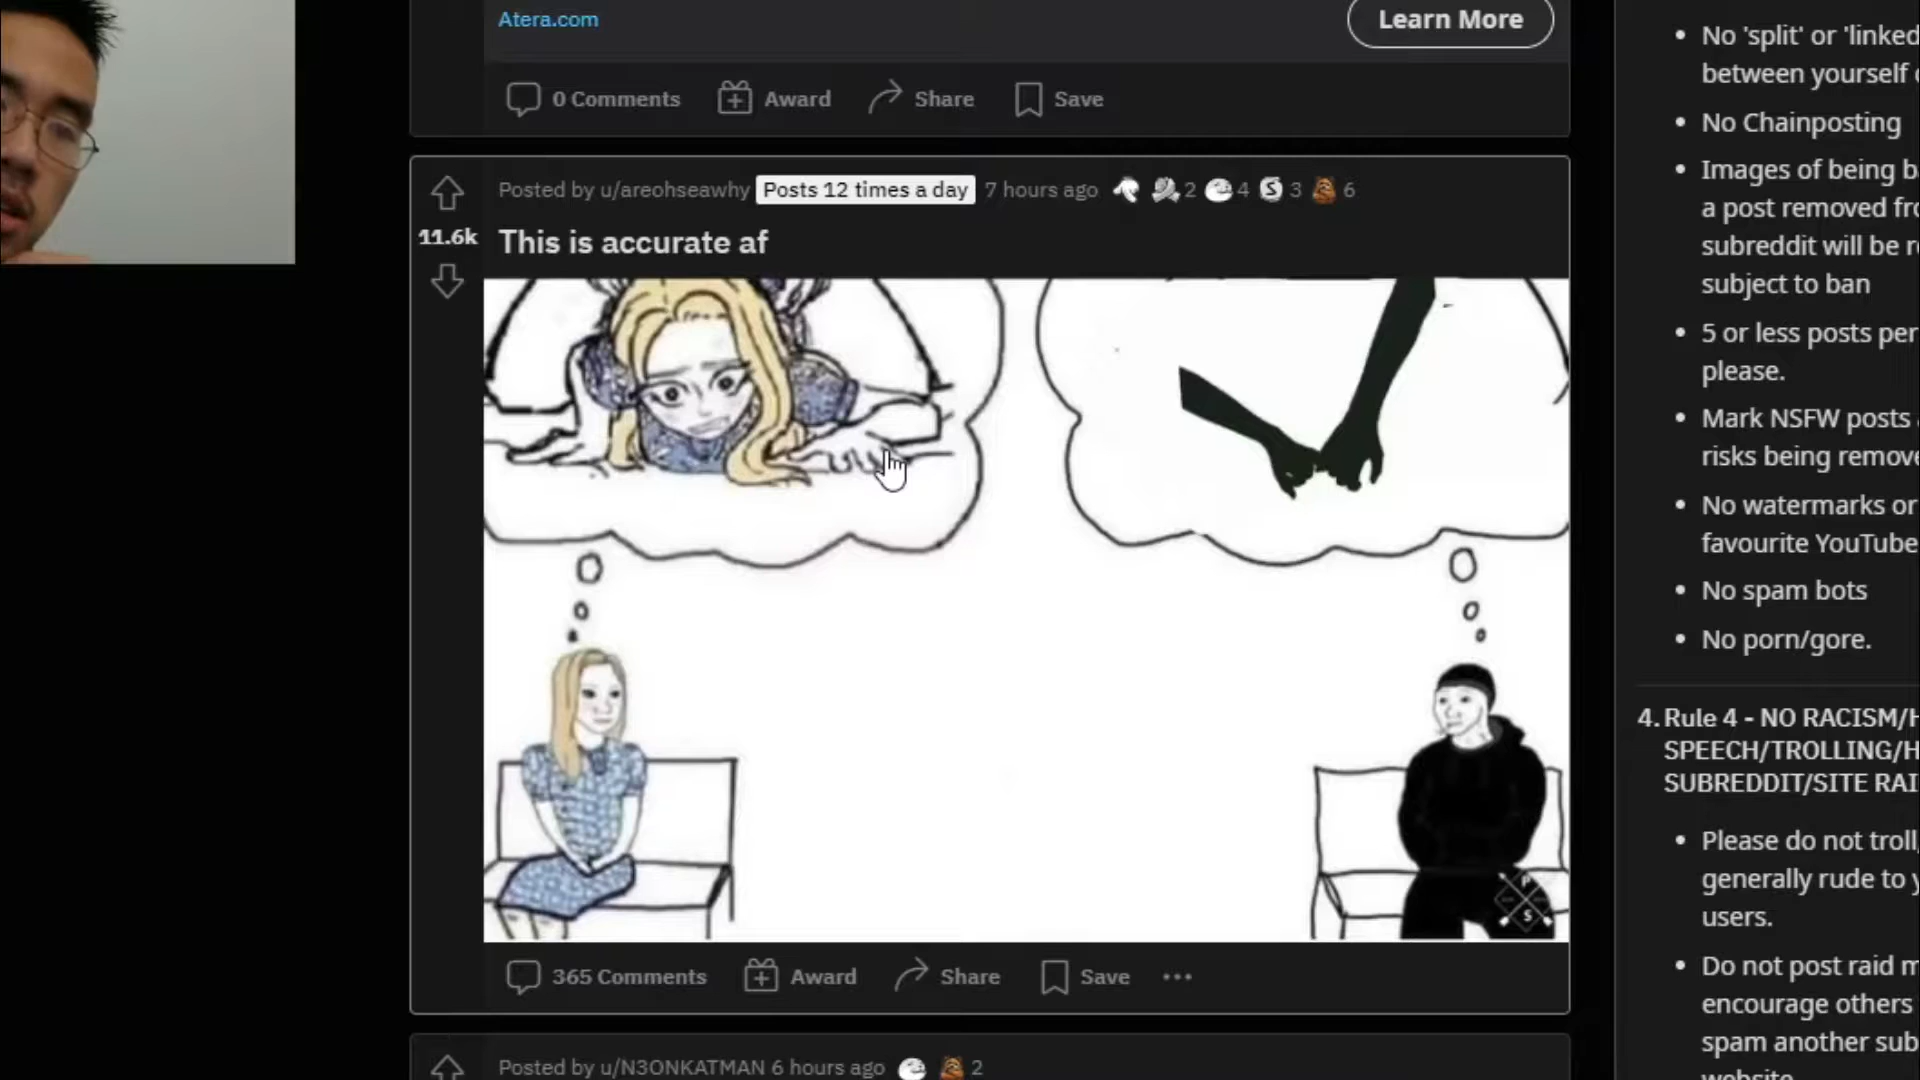 Atera.com
Learn More
0 Comments Award Share Save
Posted by u/areohseawhy Posts 12 times a day 7 hours ago 2 4 S 3 6
11.6k
This is accurate af
P
S
365 Comments Award Share Save
Posted by u/N3ONKATMAN 6 hours ago 2
No 'split' or 'linked
between yourself
No Chainposting
Images of being b
a post removed fr
subreddit will be r
subject to ban
5 or less posts per
please.
Mark NSFW posts
risks being remov
No watermarks or
favourite YouTube
No spam bots
No porn/gore.
4. Rule 4 - NO RACISM/H
SPEECH/TROLLING/H
SUBREDDIT/SITE RAI
Please do not troll,
generally rude to y
users.
Do not post raid m
encourage others
spam another sub
website